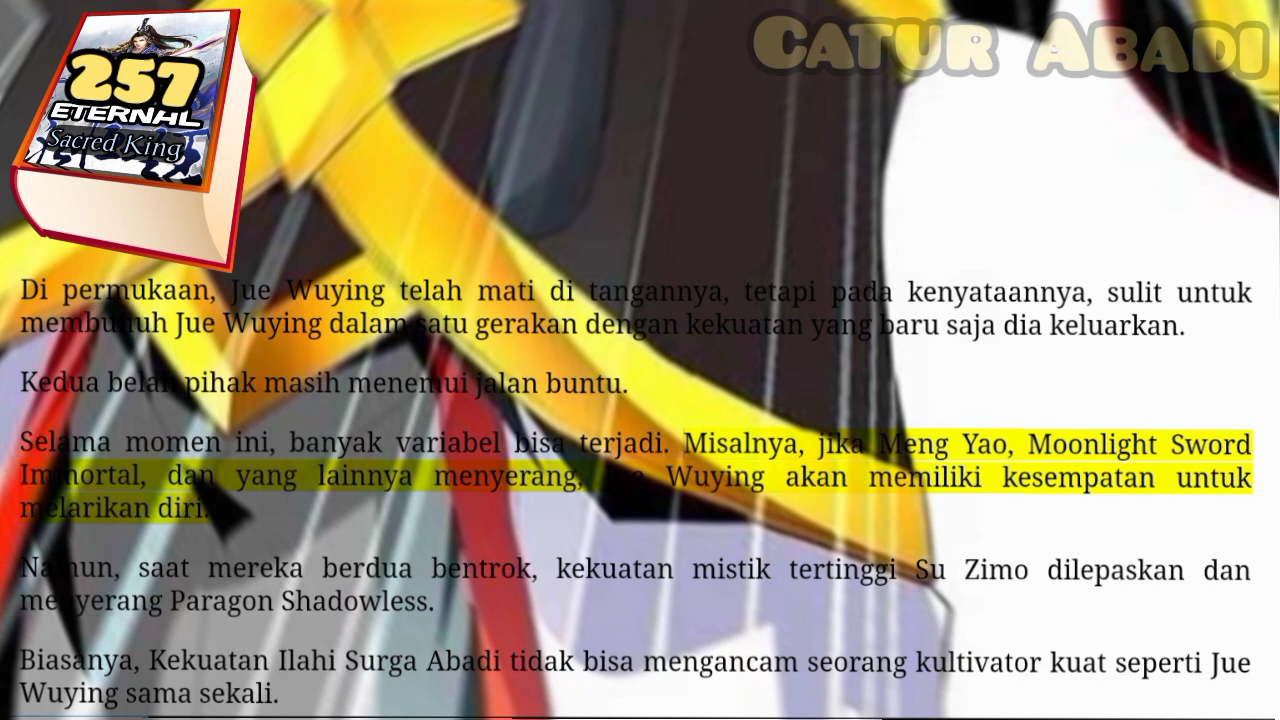 CATUR ABADI
257
ETERNAL
Sacred King
Di permukaan, Jue Wuying telah mati di tangannya, tetapi pada kenyataannya, sulit untuk
membunuh Jue Wuying dalam satu gerakan dengan kekuatan yang baru saja dia keluarkan.
Kedua belah pihak masih menemui jalan buntu.
Selama momen ini, banyak variabel bisa terjadi. Misalnya, jika Meng Yao, Moonlight Sword
Immortal, dan yang lainnya menyerang, Jue Wuying akan memiliki kesempatan untuk
melarikan diri.
Namun, saat mereka berdua bentrok, kekuatan mistik tertinggi Su Zimo dilepaskan dan
menyerang Paragon Shadowless.
Biasanya, Kekuatan Ilahi Surga Abadi tidak bisa mengancam seorang kultivator kuat seperti Jue
Wuying sama sekali.